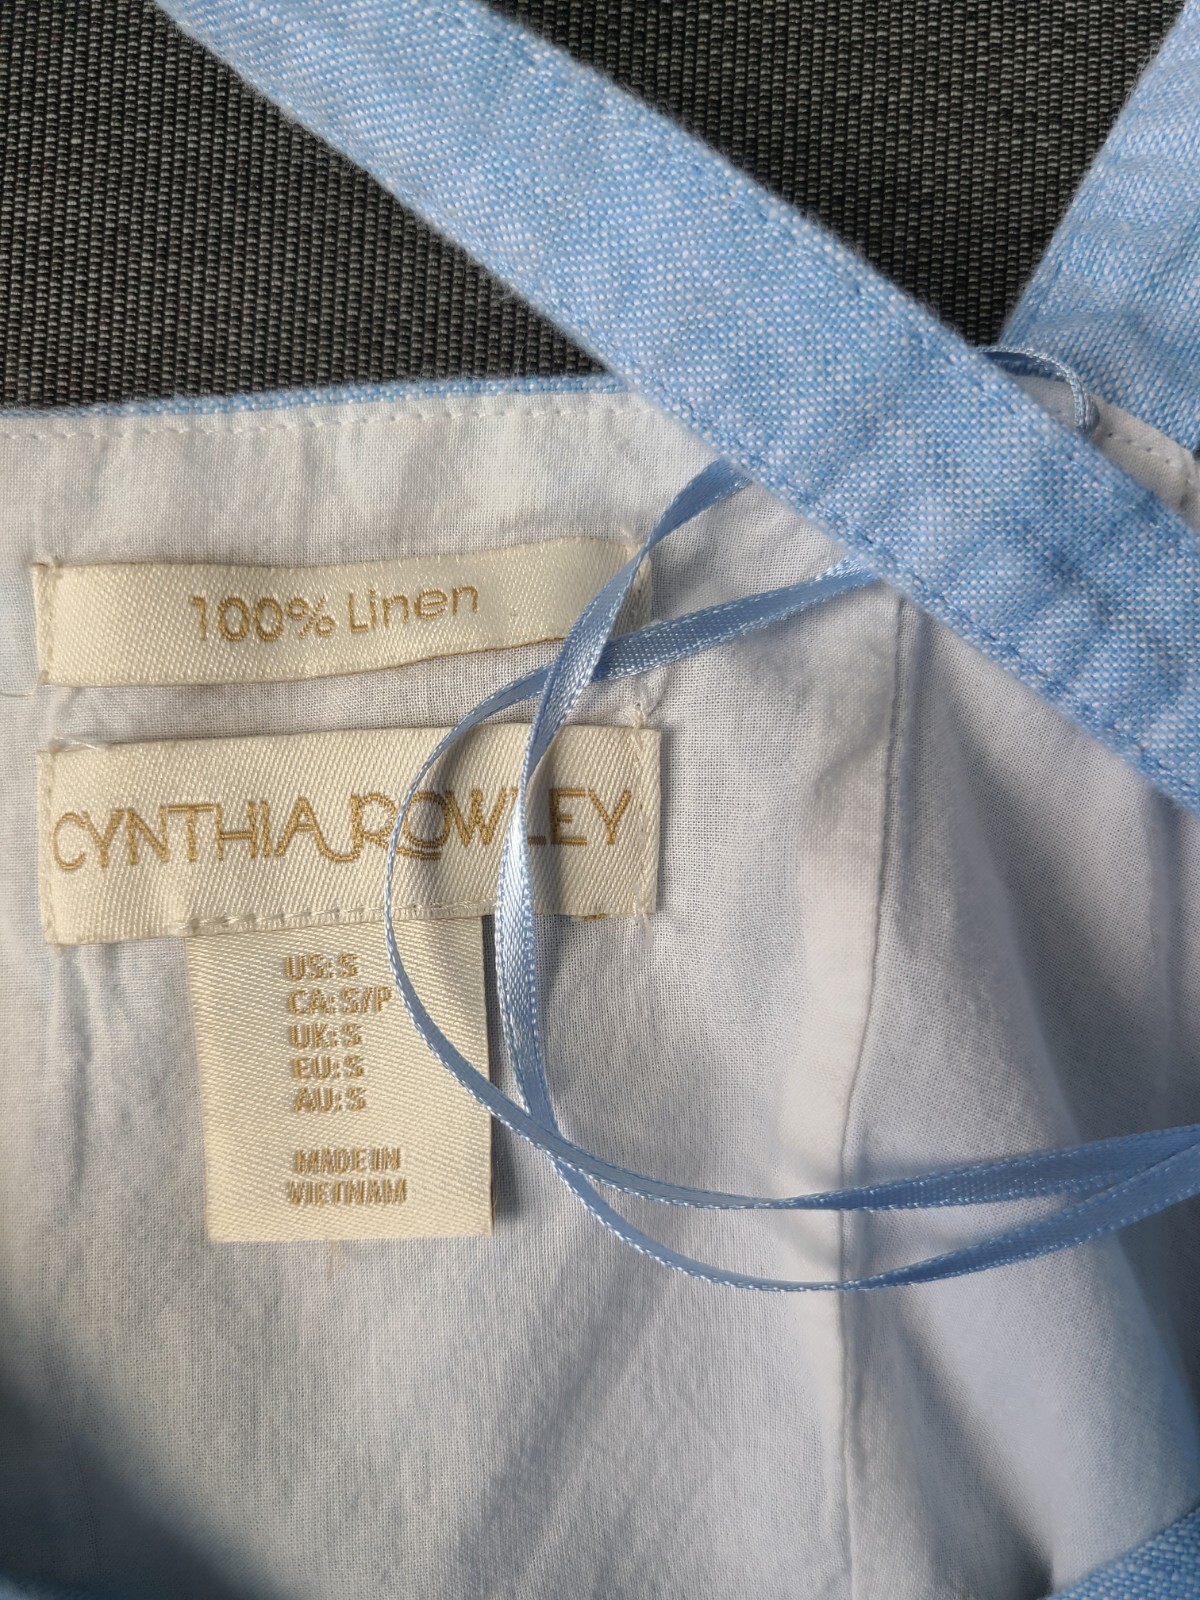 100% Linen
CYNTHIA ROWLEY
US: S
CA: S/P
UK: S
EU: S
AU: S
MADE IN
VIETNAM